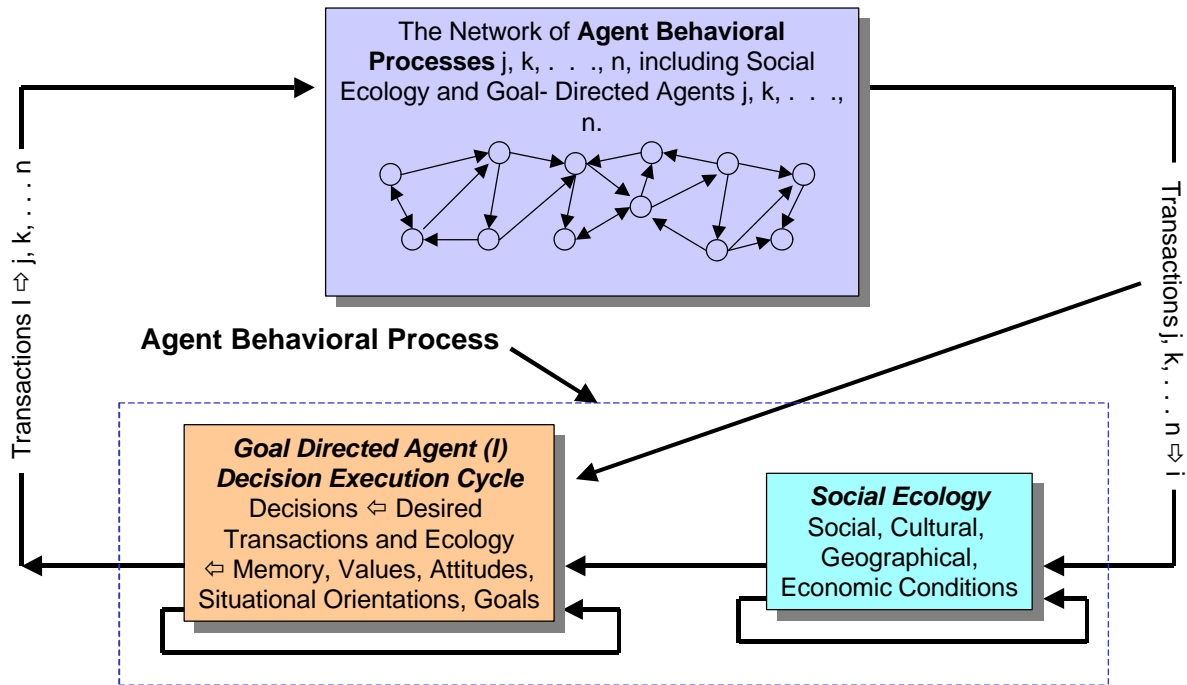 The Network of Agent Behavioral
Processes j, k, . . ., n, including Social
Ecology and Goal- Directed Agents j, k, . . .,
n.
Transactions I ⇨ j, k, . . . n
Transactions j, k, . . . n ⇨ i
Agent Behavioral Process
Goal Directed Agent (I)
Decision Execution Cycle
Decisions ⇦ Desired
Transactions and Ecology
⇦ Memory, Values, Attitudes,
Situational Orientations, Goals
Social Ecology
Social, Cultural,
Geographical,
Economic Conditions